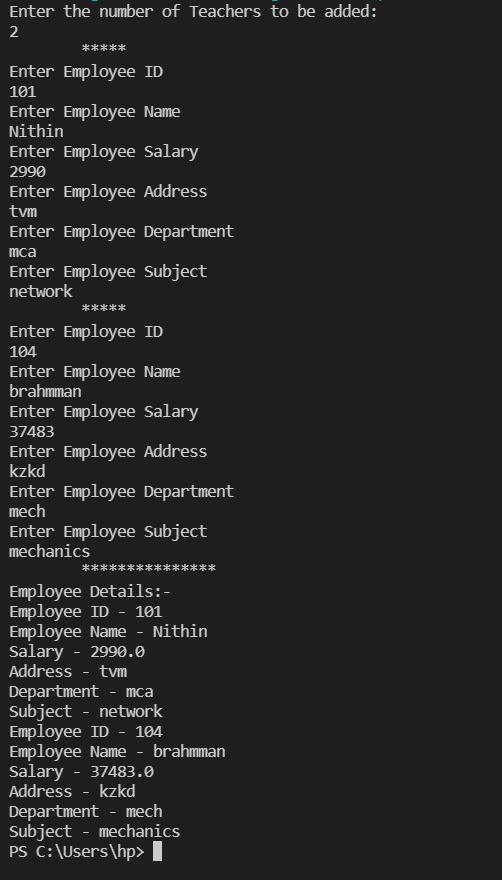 Enter the number of Teachers to be added:
2
*****
Enter Employee ID
101
Enter Employee Name
Nithin
Enter Employee Salary
2990
Enter Employee Address
tvm
Enter Employee Department
mca
Enter Employee Subject
network
*****
Enter Employee ID
104
Enter Employee Name
brahmman
Enter Employee Salary
37483
Enter Employee Address
kzkd
Enter Employee Department
mech
Enter Employee Subject
mechanics
***************
Employee Details:-
Employee ID - 101
Employee Name - Nithin
Salary - 2990.0
Address - tvm
Department - mca
Subject - network
Employee ID - 104
Employee Name - brahmman
Salary - 37483.0
Address - kzkd
Department - mech
Subject - mechanics
PS C:\Users\hp>